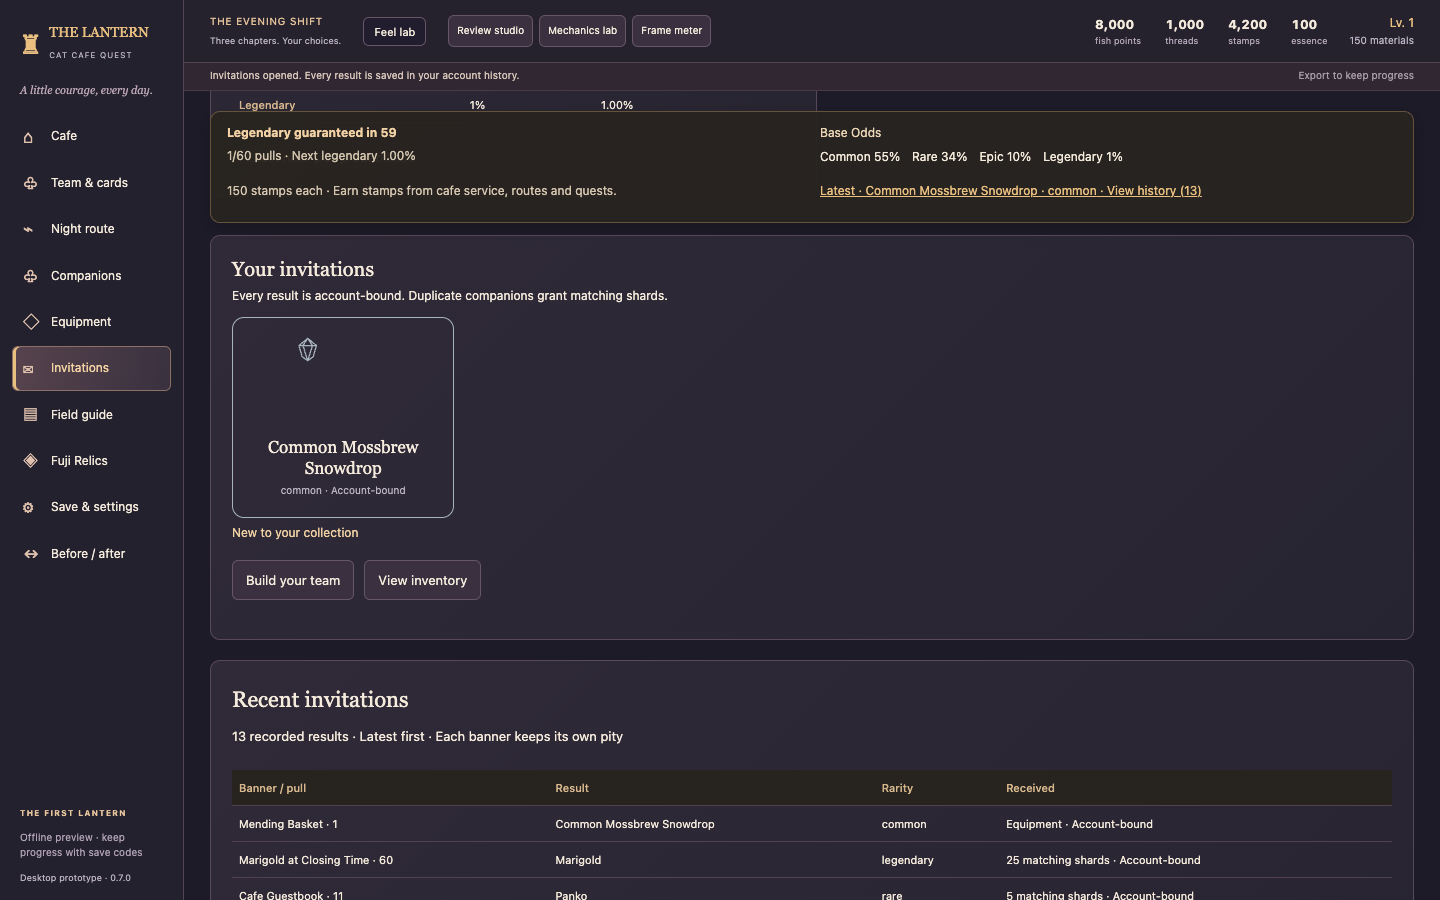 THE LANTERN
CAT CAFE QUEST
A little courage, every day.
Cafe
Team & cards
Night route
Companions
Equipment
Invitations
Field guide
Fuji Relics
Save & settings
Before / after
THE FIRST LANTERN
Offline preview · keep
progress with save codes
Desktop prototype · 0.7.0
THE EVENING SHIFT
Three chapters. Your choices.
Feel lab
Review studio
Mechanics lab
Frame meter
8,000
fish points
1,000
threads
4,200
stamps
100
essence
Lv. 1
150 materials
Invitations opened. Every result is saved in your account history.
Export to keep progress
Legendary 1% 1.00%
Legendary guaranteed in 59
1/60 pulls · Next legendary 1.00%
150 stamps each · Earn stamps from cafe service, routes and quests.
Base Odds
Common 55% Rare 34% Epic 10% Legendary 1%
Latest · Common Mossbrew Snowdrop · common · View history (13)
Your invitations
Every result is account-bound. Duplicate companions grant matching shards.
Common Mossbrew
Snowdrop
common · Account-bound
New to your collection
Build your team
View inventory
Recent invitations
13 recorded results · Latest first · Each banner keeps its own pity
Banner / pull Result Rarity Received
Mending Basket · 1 Common Mossbrew Snowdrop common Equipment · Account-bound
Marigold at Closing Time · 60 Marigold legendary 25 matching shards · Account-bound
Cafe Guestbook · 11 Panko rare 5 matching shards · Account-bound